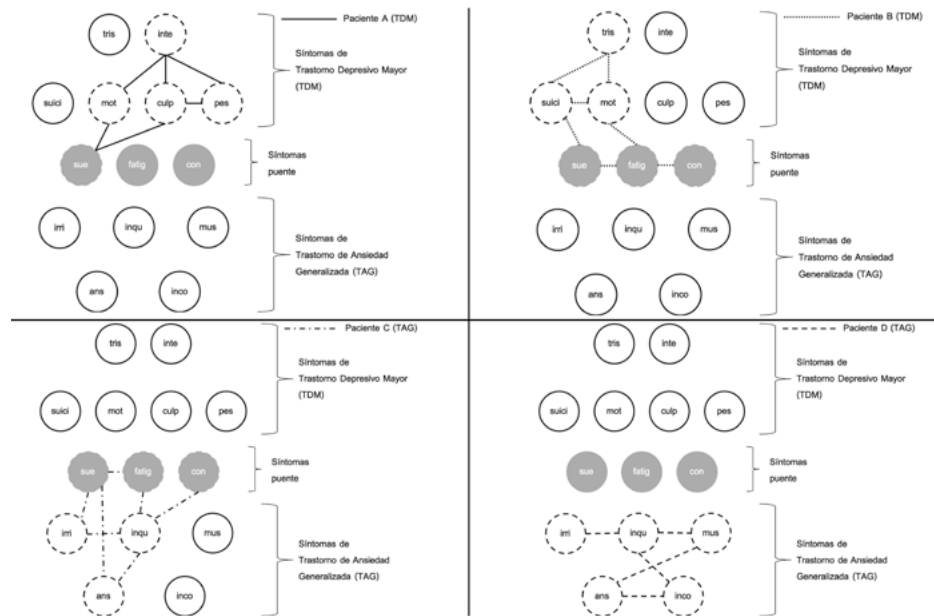 Paciente A (TDM)
tris
inte
Síntomas de
Trastorno Depresivo Mayor
(TDM)
suici
mot
culp
pes
sue
fatig
con
Síntomas
puente
irri
inqu
mus
Síntomas de
Trastorno de Ansiedad
Generalizada (TAG)
ans
inco
Paciente B (TDM)
tris
inte
Síntomas de
Trastorno Depresivo Mayor
(TDM)
suici
mot
culp
pes
sue
fatig
con
Síntomas
puente
irri
inqu
mus
Síntomas de
Trastorno de Ansiedad
Generalizada (TAG)
ans
inco
Paciente C (TAG)
tris
inte
Síntomas de
Trastorno Depresivo Mayor
(TDM)
suici
mot
culp
pes
sue
fatig
con
Síntomas
puente
irri
inqu
mus
Síntomas de
Trastorno de Ansiedad
Generalizada (TAG)
ans
inco
Paciente D (TAG)
tris
inte
Síntomas de
Trastorno Depresivo Mayor
(TDM)
suici
mot
culp
pes
sue
fatig
con
Síntomas
puente
irri
inqu
mus
Síntomas de
Trastorno de Ansiedad
Generalizada (TAG)
ans
inco